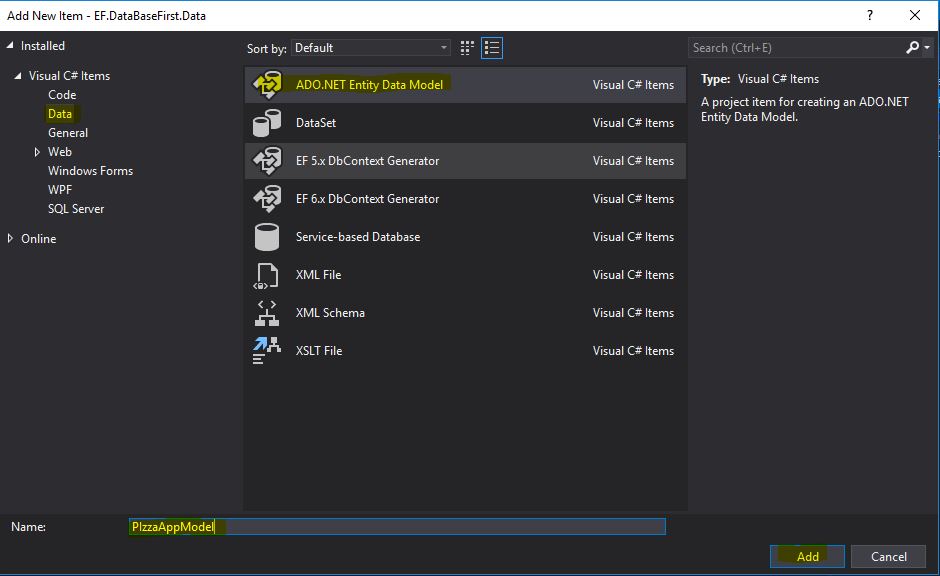 Add New Item - EF.DataBaseFirst.Data
?
Installed
Visual C# Items
Code
Data
General
Web
Windows Forms
WPF
SQL Server
Online
Sort by: Default
ADO.NET Entity Data Model Visual C# Items
DataSet Visual C# Items
EF 5.x DbContext Generator Visual C# Items
EF 6.x DbContext Generator Visual C# Items
Service-based Database Visual C# Items
XML File Visual C# Items
XML Schema Visual C# Items
XSLT File Visual C# Items
Search (Ctrl+E)
Type: Visual C# Items
A project item for creating an ADO.NET
Entity Data Model.
Name: PIzzaAppModel
Add Cancel